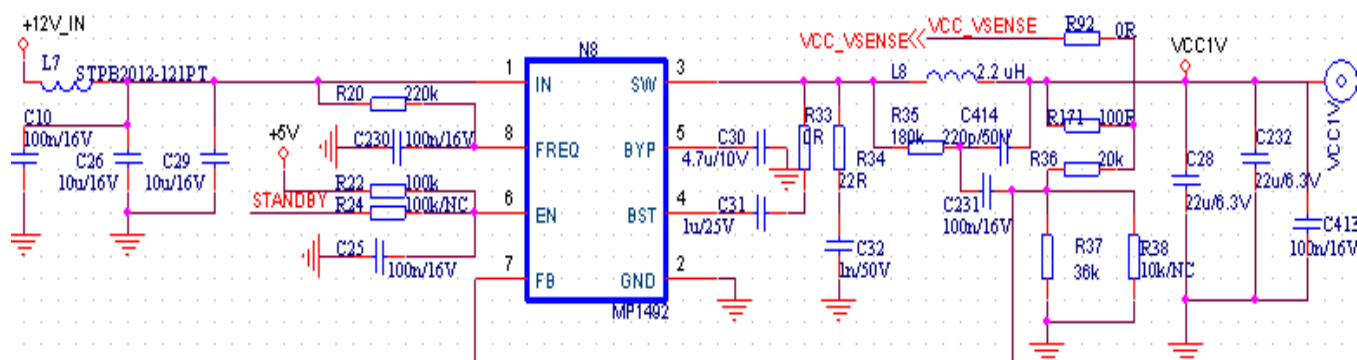 +12V_IN
L7
STPB2012-121PT
C10
100n/16V
C26
10u/16V
C29
10u/16V
R20
220k
C230
100n/16V
+5V
R22
100k
STANDBY
R24
100k/NC
C25
100n/16V
N8
1
IN
8
FREQ
6
EN
7
FB
SW
3
BYP
5
BST
4
GND
2
MP1492
C30
4.7u/10V
C31
1u/25V
R33
0R
R34
22R
C32
1n/50V
VCC_VSENSE
VCC_VSENSE
R92
0R
L8
2.2 uH
R35
180k
C414
220p/50N
C231
100n/16V
R171
100R
R36
20k
R37
36k
R38
10k/NC
VCC1V
C28
22u/6.3V
C232
22u/6.3V
C413
100n/16V
VCC1V